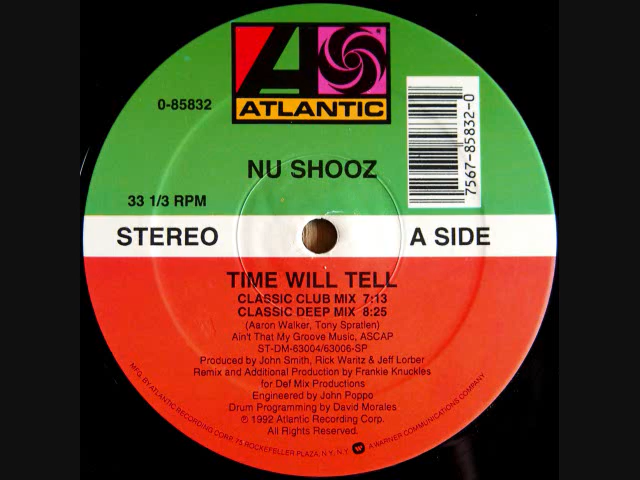 ATLANTIC
0-85832
7567-85832-0
NU SHOOZ
33 1/3 RPM
STEREO
A SIDE
TIME WILL TELL
CLASSIC CLUB MIX 7:13
CLASSIC DEEP MIX 8:25
(Aaron Walker, Tony Spratlen)
Ain't That My Groove Music, ASCAP
ST-DM-63004/63006-SP
Produced by John Smith, Rick Waritz & Jeff Lorber
Remix and Additional Production by Frankie Knuckles
for Def Mix Productions
Engineered by John Poppo
Drum Programming by David Morales
℗ 1992 Atlantic Recording Corp.
All Rights Reserved.
MFG. BY ATLANTIC RECORDING CORP. 75 ROCKEFELLER PLAZA, N.Y. N.Y. A WARNER COMMUNICATIONS COMPANY